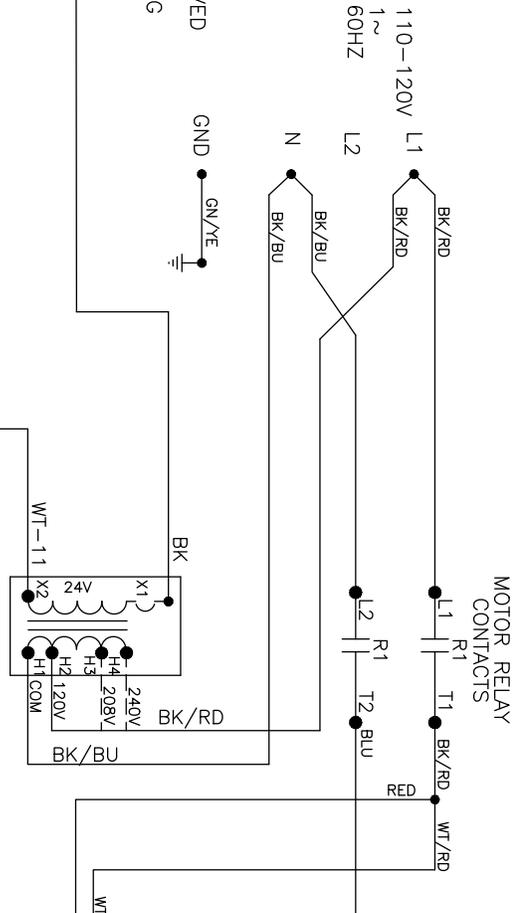 110-120V
1~
60HZ
L1
L2
N
GND
BK/RD
BK/RD
BK/BU
BK/BU
GN/YE
MOTOR RELAY
CONTACTS
L1
R1
T1
L2
R1
T2
BK/RD
BLU
RED
WT/RD
BK
WT-11
X1
24V
X2
H4
H3
H2
H1
240V
208V
120V
COM
BK/RD
BK/BU